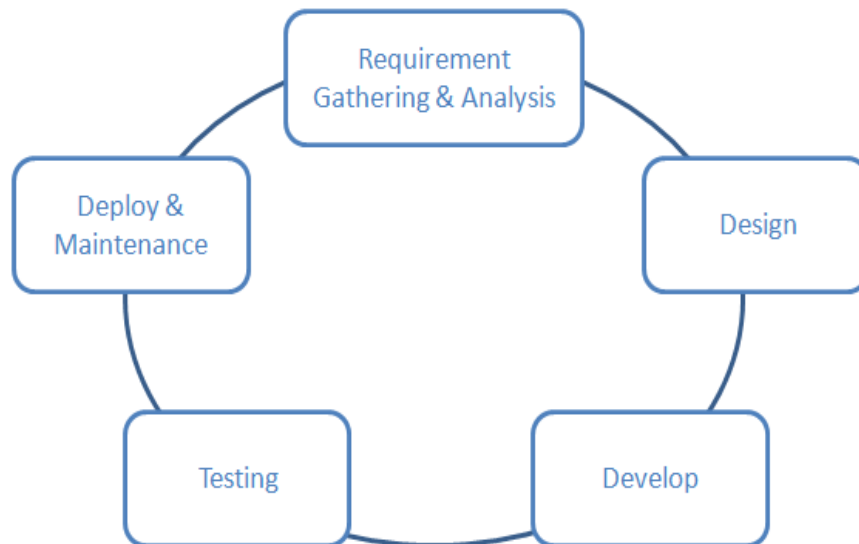 Requirement
Gathering & Analysis
Deploy &
Maintenance
Design
Testing
Develop